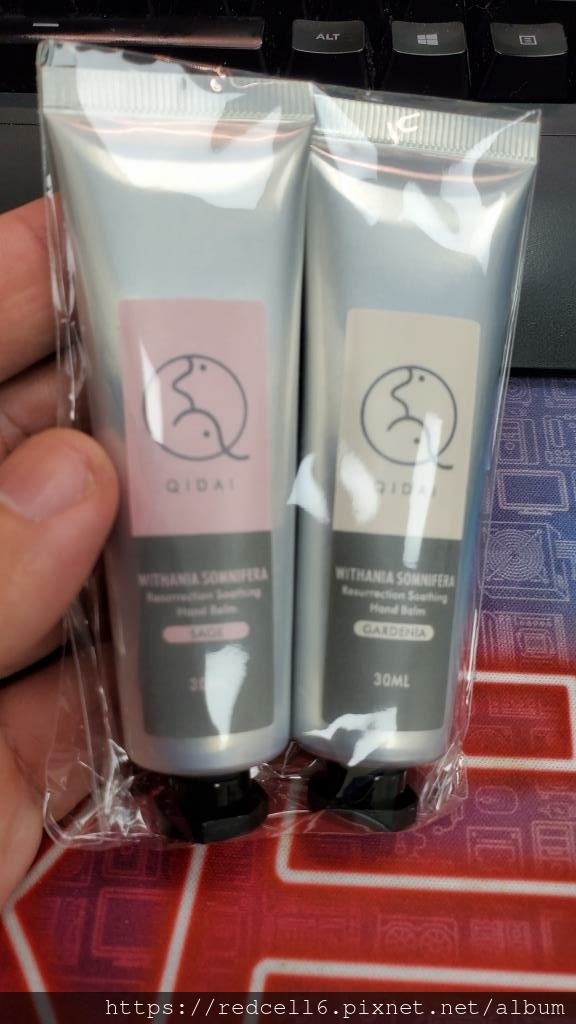 ALT
QIDAI
WITHANIA SOMNIFERA
Resurrection Soothing
Hand Balm
SAGE
QIDAI
WITHANIA SOMNIFERA
Resurrection Soothing
Hand Balm
GARDENIA
30ML
https://redcell6.pixnet.net/album